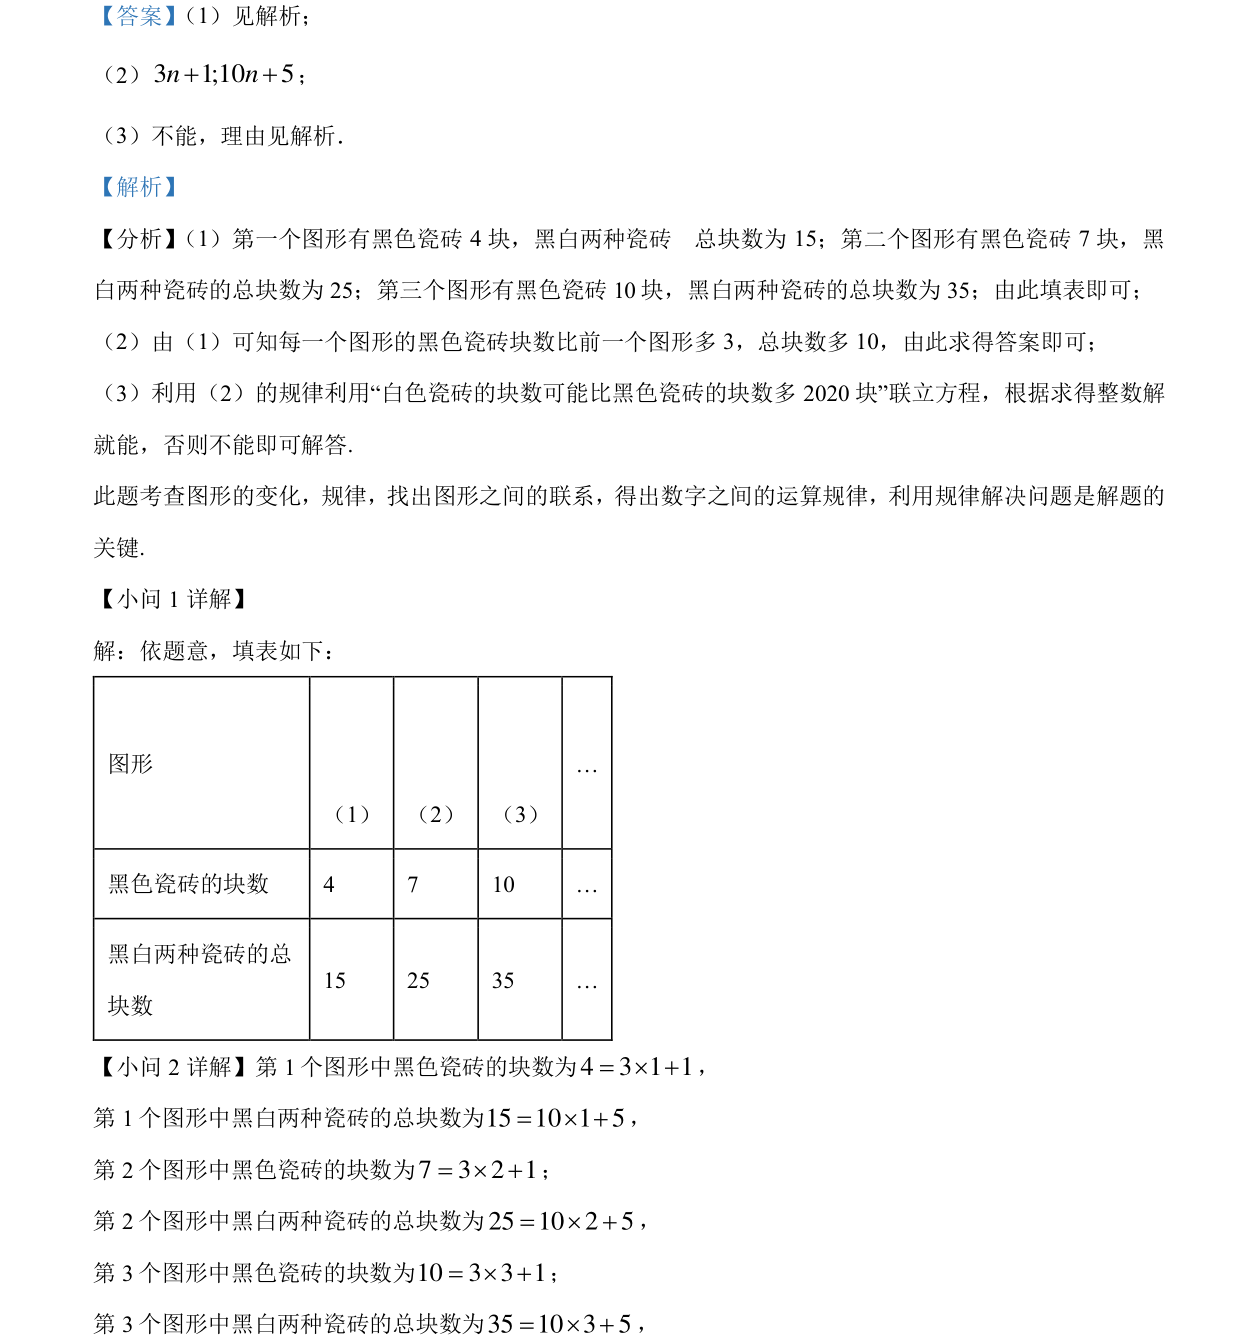 【答案】（1）见解析；
（2）3n+1;10n+5；
（3）不能，理由见解析．
【解析】
【分析】（1）第一个图形有黑色瓷砖 4 块，黑白两种瓷砖　总块数为 15；第二个图形有黑色瓷砖 7 块，黑
白两种瓷砖的总块数为 25；第三个图形有黑色瓷砖 10 块，黑白两种瓷砖的总块数为 35；由此填表即可；
（2）由（1）可知每一个图形的黑色瓷砖块数比前一个图形多 3，总块数多 10，由此求得答案即可；
（3）利用（2）的规律利用“白色瓷砖的块数可能比黑色瓷砖的块数多 2020 块”联立方程，根据求得整数解
就能，否则不能即可解答.
此题考查图形的变化，规律，找出图形之间的联系，得出数字之间的运算规律，利用规律解决问题是解题的
关键.
【小问 1 详解】
解：依题意，填表如下：
图形 （1） （2） （3） …
黑色瓷砖的块数 4 7 10 …
黑白两种瓷砖的总
块数 15 25 35 …
【小问 2 详解】第 1 个图形中黑色瓷砖的块数为4=3×1+1，
第 1 个图形中黑白两种瓷砖的总块数为15=10×1+5，
第 2 个图形中黑色瓷砖的块数为7=3×2+1；
第 2 个图形中黑白两种瓷砖的总块数为25=10×2+5，
第 3 个图形中黑色瓷砖的块数为10=3×3+1；
第 3 个图形中黑白两种瓷砖的总块数为35=10×3+5，